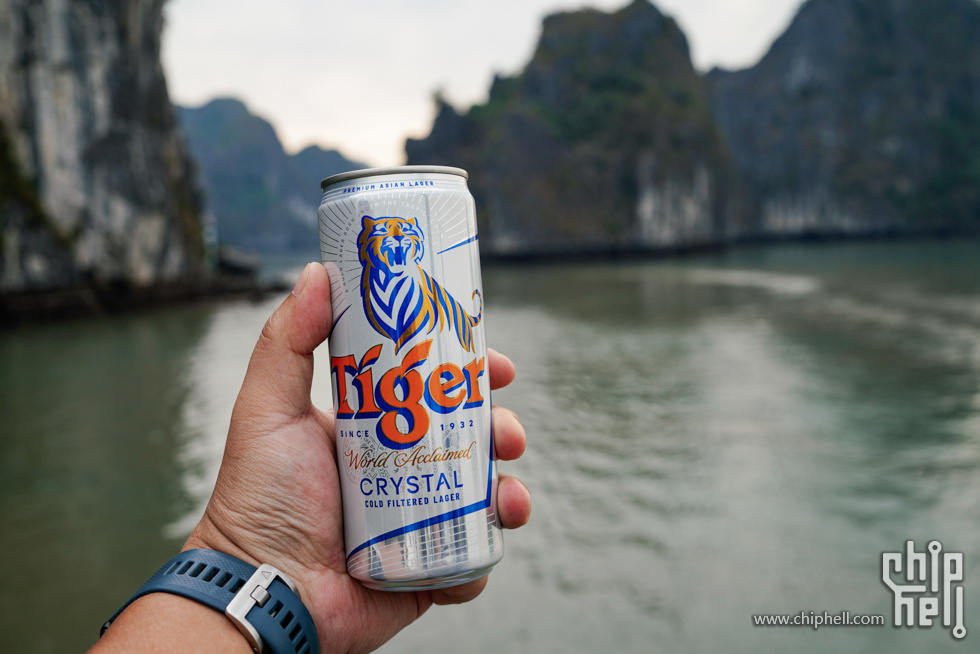 PREMIUM ASIAN LAGER
Tiger
SINCE 1932
World Acclaimed
CRYSTAL
COLD FILTERED LAGER
chip
hell
www.chiphell.com